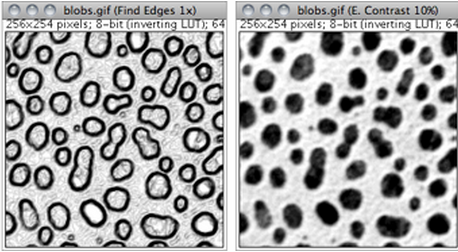 blobs.gif (Find Edges 1x)
256x254 pixels; 8-bit (inverting LUT); 64
blobs.gif (E. Contrast 10%)
256x254 pixels; 8-bit (inverting LUT); 64